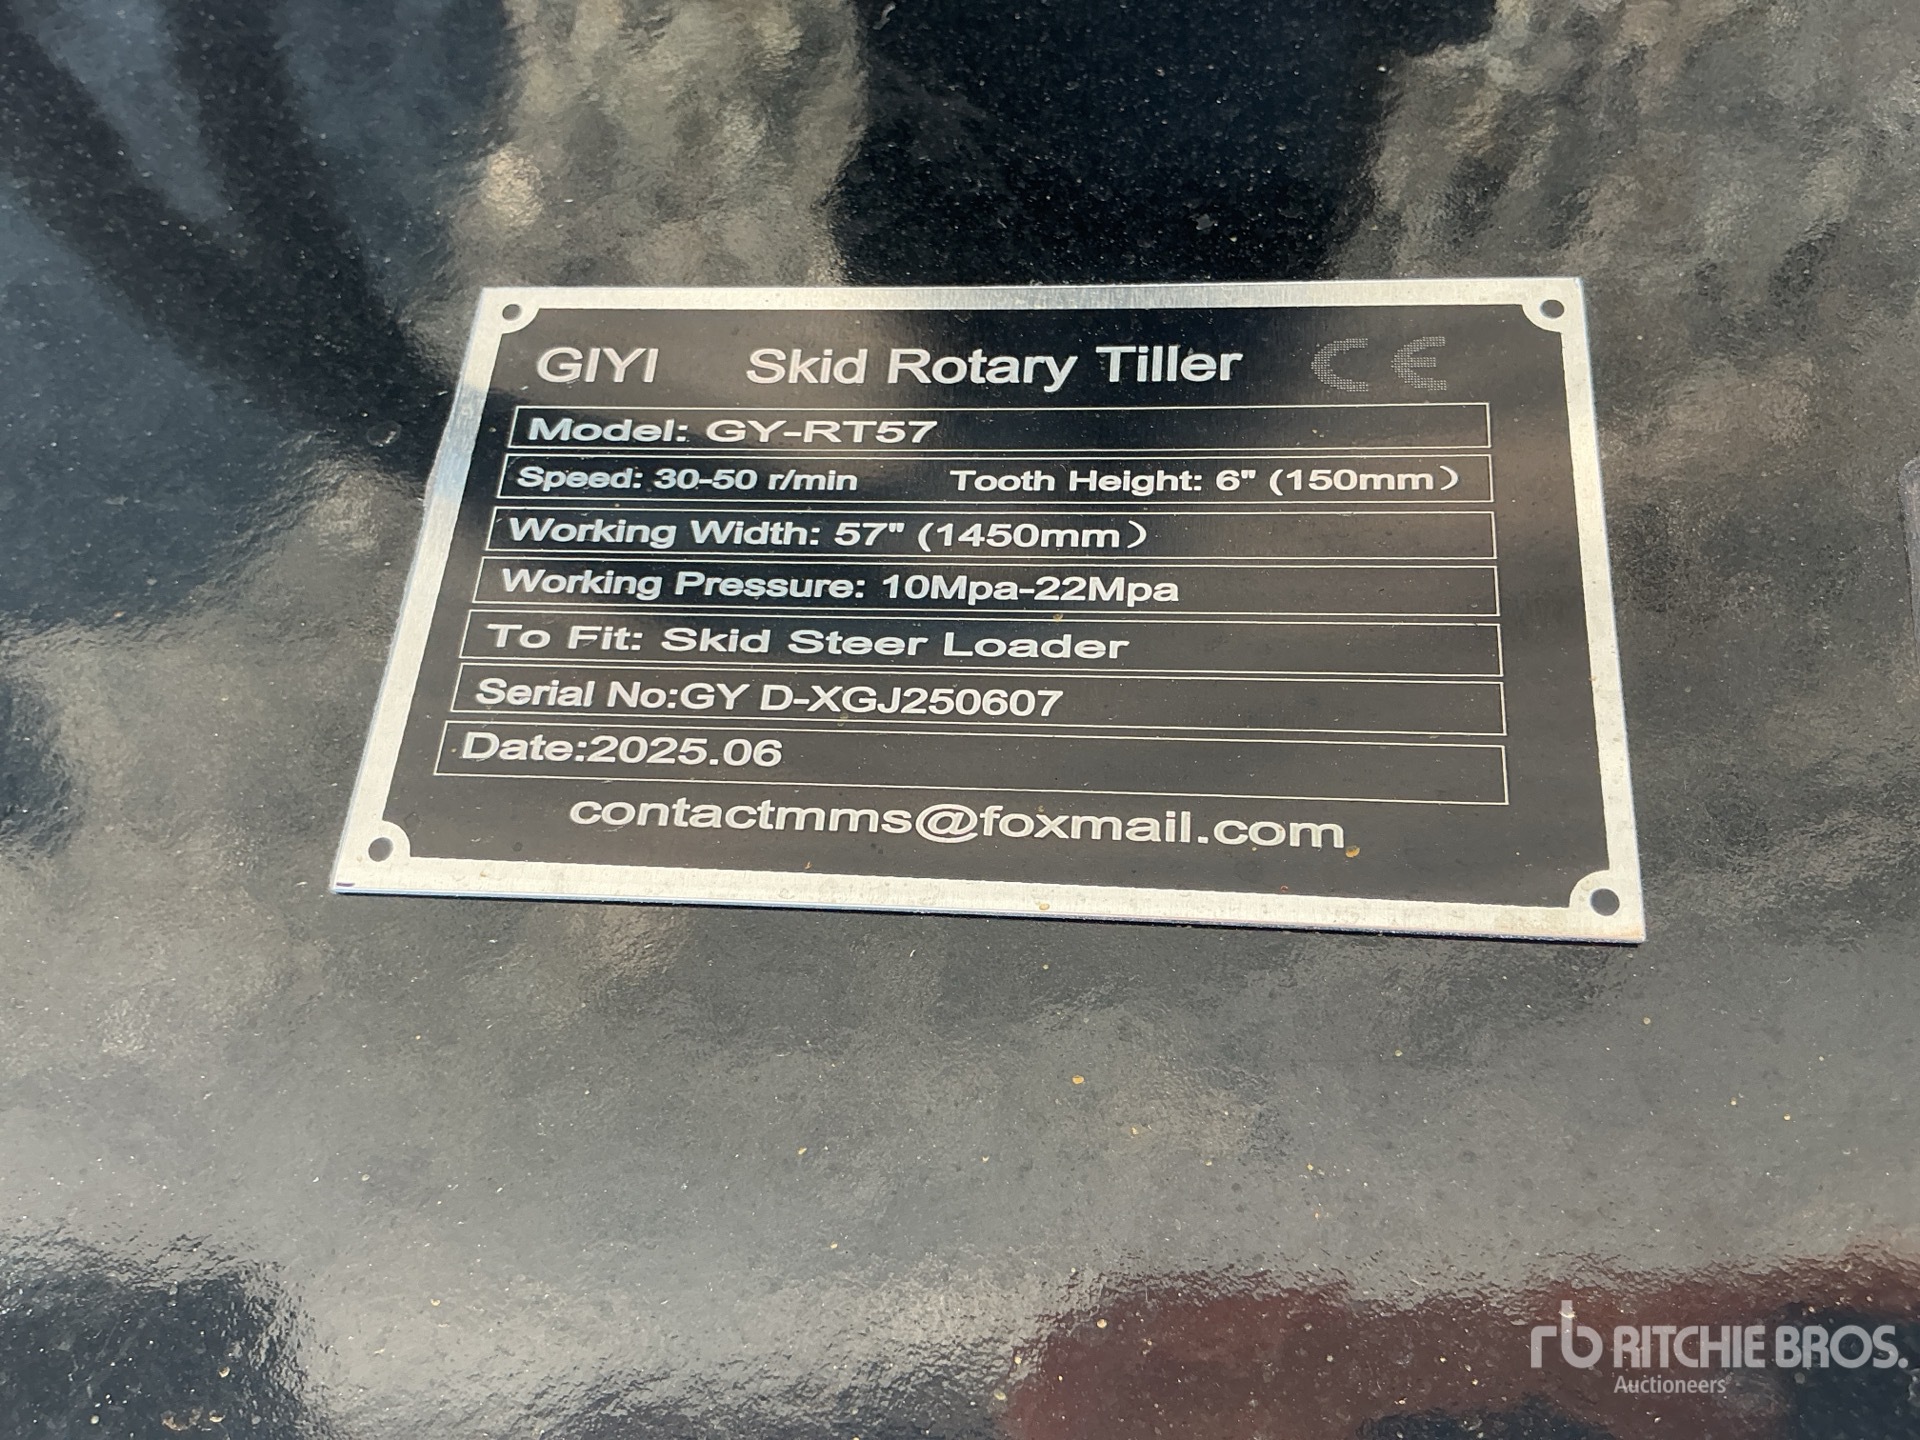 GIYI Skid Rotary Tiller CE
Model: GY-RT57
Speed: 30-50 r/min Tooth Height: 6" (150mm）
Working Width: 57" (1450mm）
Working Pressure: 10Mpa-22Mpa
To Fit: Skid Steer Loader
Serial No:GY D-XGJ250607
Date:2025.06
contactmms@foxmail.com
rb RITCHIE BROS.
Auctioneers